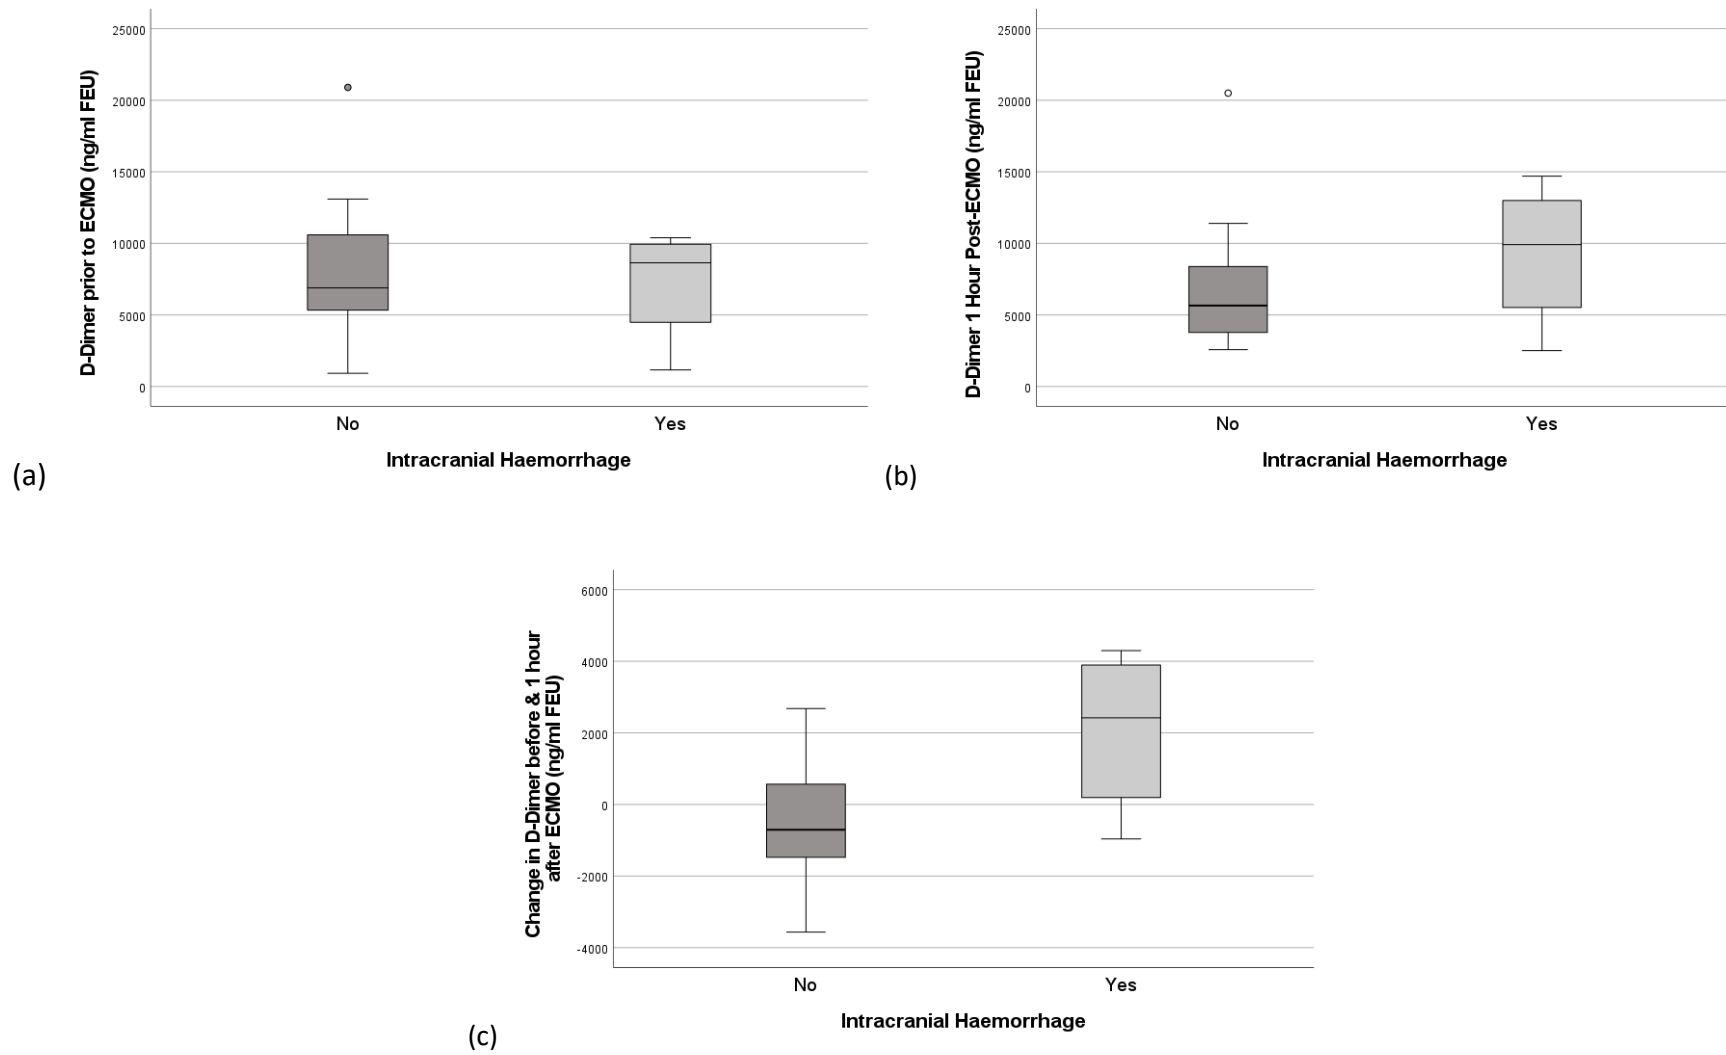 25000
20000
15000
10000
5000
0
D-Dimer prior to ECMO (ng/ml FEU)
No
Yes
Intracranial Haemorrhage
(a)
25000
20000
15000
10000
5000
0
D-Dimer 1 Hour Post-ECMO (ng/ml FEU)
No
Yes
Intracranial Haemorrhage
(b)
6000
4000
2000
0
-2000
-4000
Change in D-Dimer before & 1 hour
after ECMO (ng/ml FEU)
No
Yes
Intracranial Haemorrhage
(c)